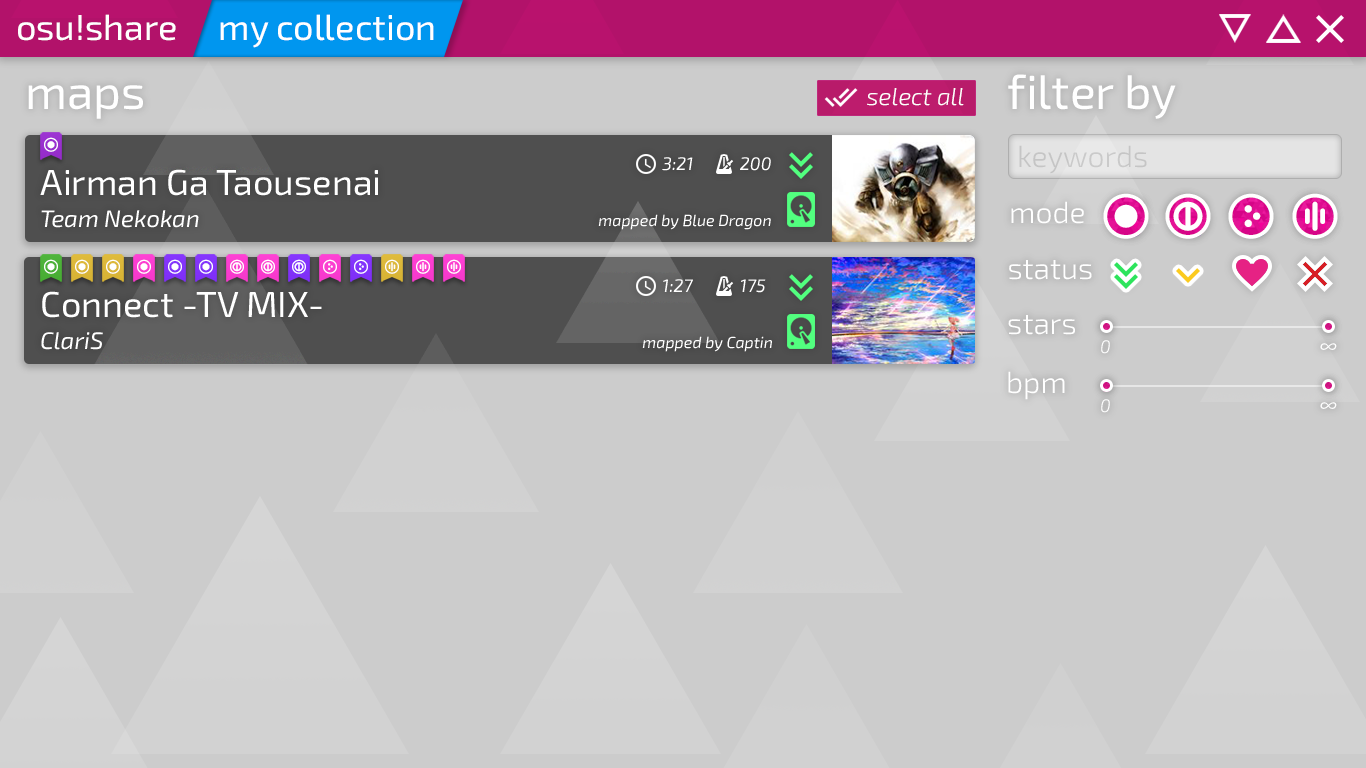 osu!share
my collection
maps
select all
Airman Ga Taousenai
Team Nekokan
3:21
200
mapped by Blue Dragon
Connect -TV MIX-
ClariS
1:27
175
mapped by Captin
filter by
keywords
mode
status
stars
0
∞
bpm
0
∞